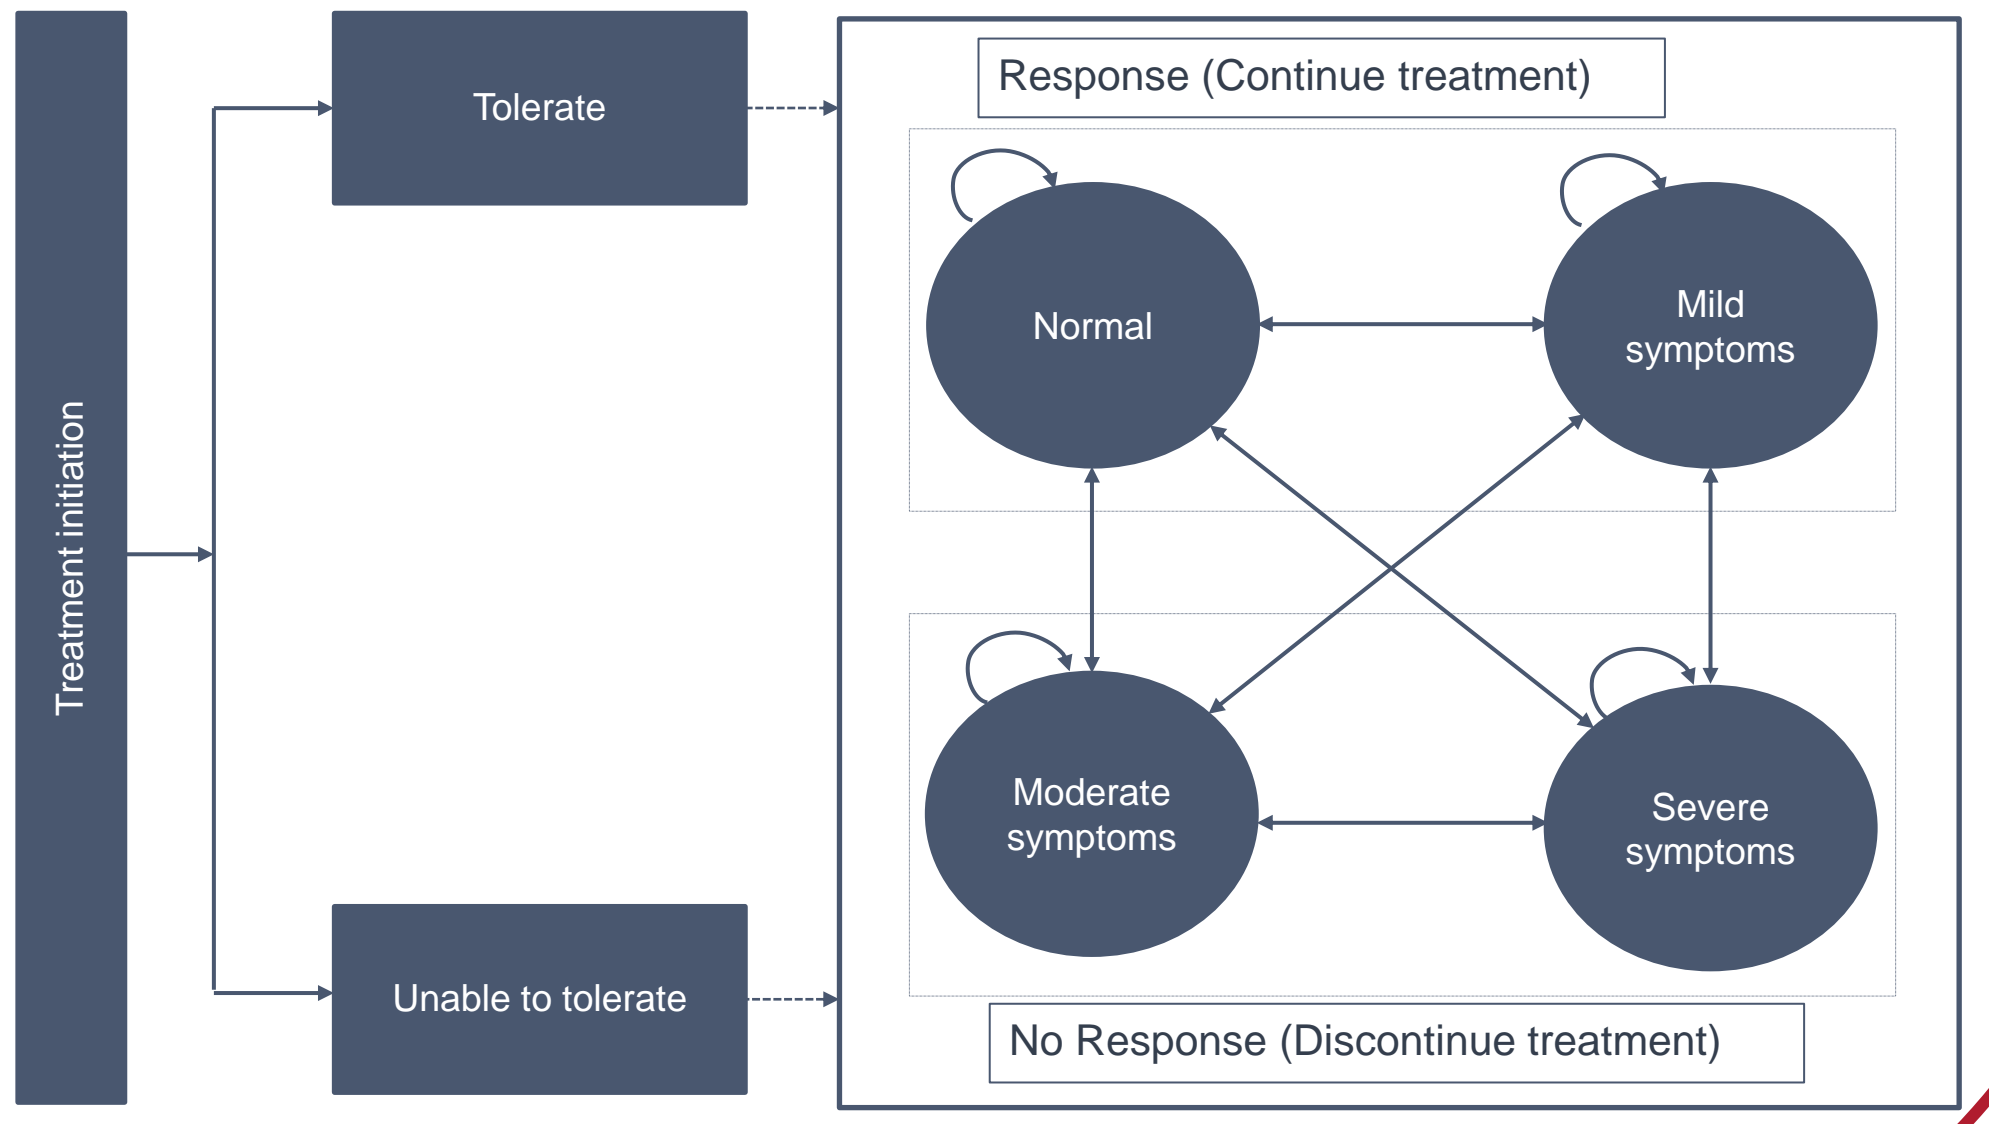 Treatment initiation
Tolerate
Unable to tolerate
Response (Continue treatment)
Normal
Mild
symptoms
Moderate
symptoms
Severe
symptoms
No Response (Discontinue treatment)